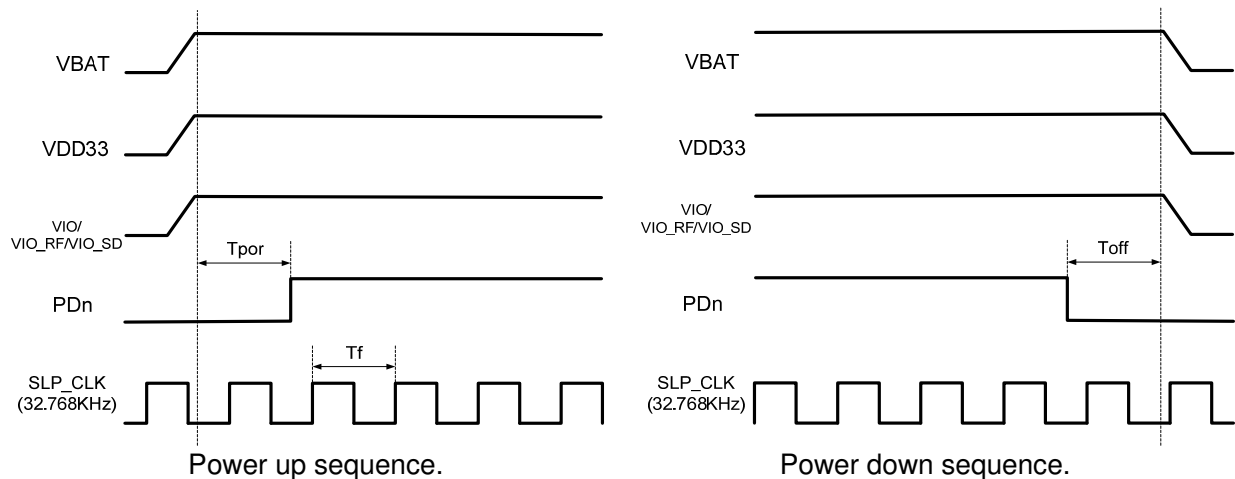 VBAT
VDD33
VIO/
VIO_RF/VIO_SD
Tpor
PDn
Tf
SLP_CLK
(32.768KHz)
Power up sequence.
VBAT
VDD33
VIO/
VIO_RF/VIO_SD
Toff
PDn
SLP_CLK
(32.768KHz)
Power down sequence.